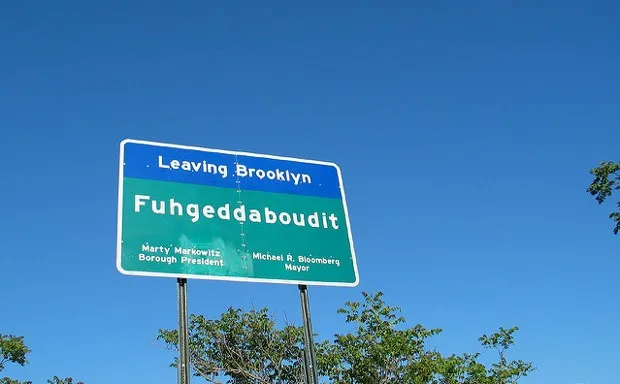 Leaving Brooklyn
Fuhgeddaboudit
Marty Markowitz
Borough President
Michael R. Bloomberg
Mayor